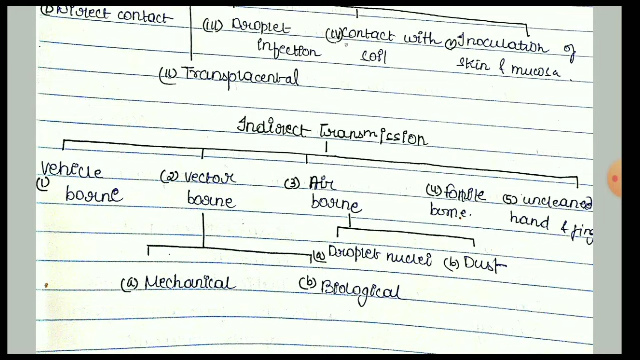 (i) Direct contact
(iii) Droplet infection
(iv) Contact with coil
(v) Inoculation of skin & mucosa
(ii) Transplacental
Indirect Transmission
(1) Vehicle borne
(2) vector borne
(3) Air borne
(4) fomite borne.
(5) uncleaned hand & fing
(a) Droplet nuclei (b) Dust
(a) Mechanical (b) Biological